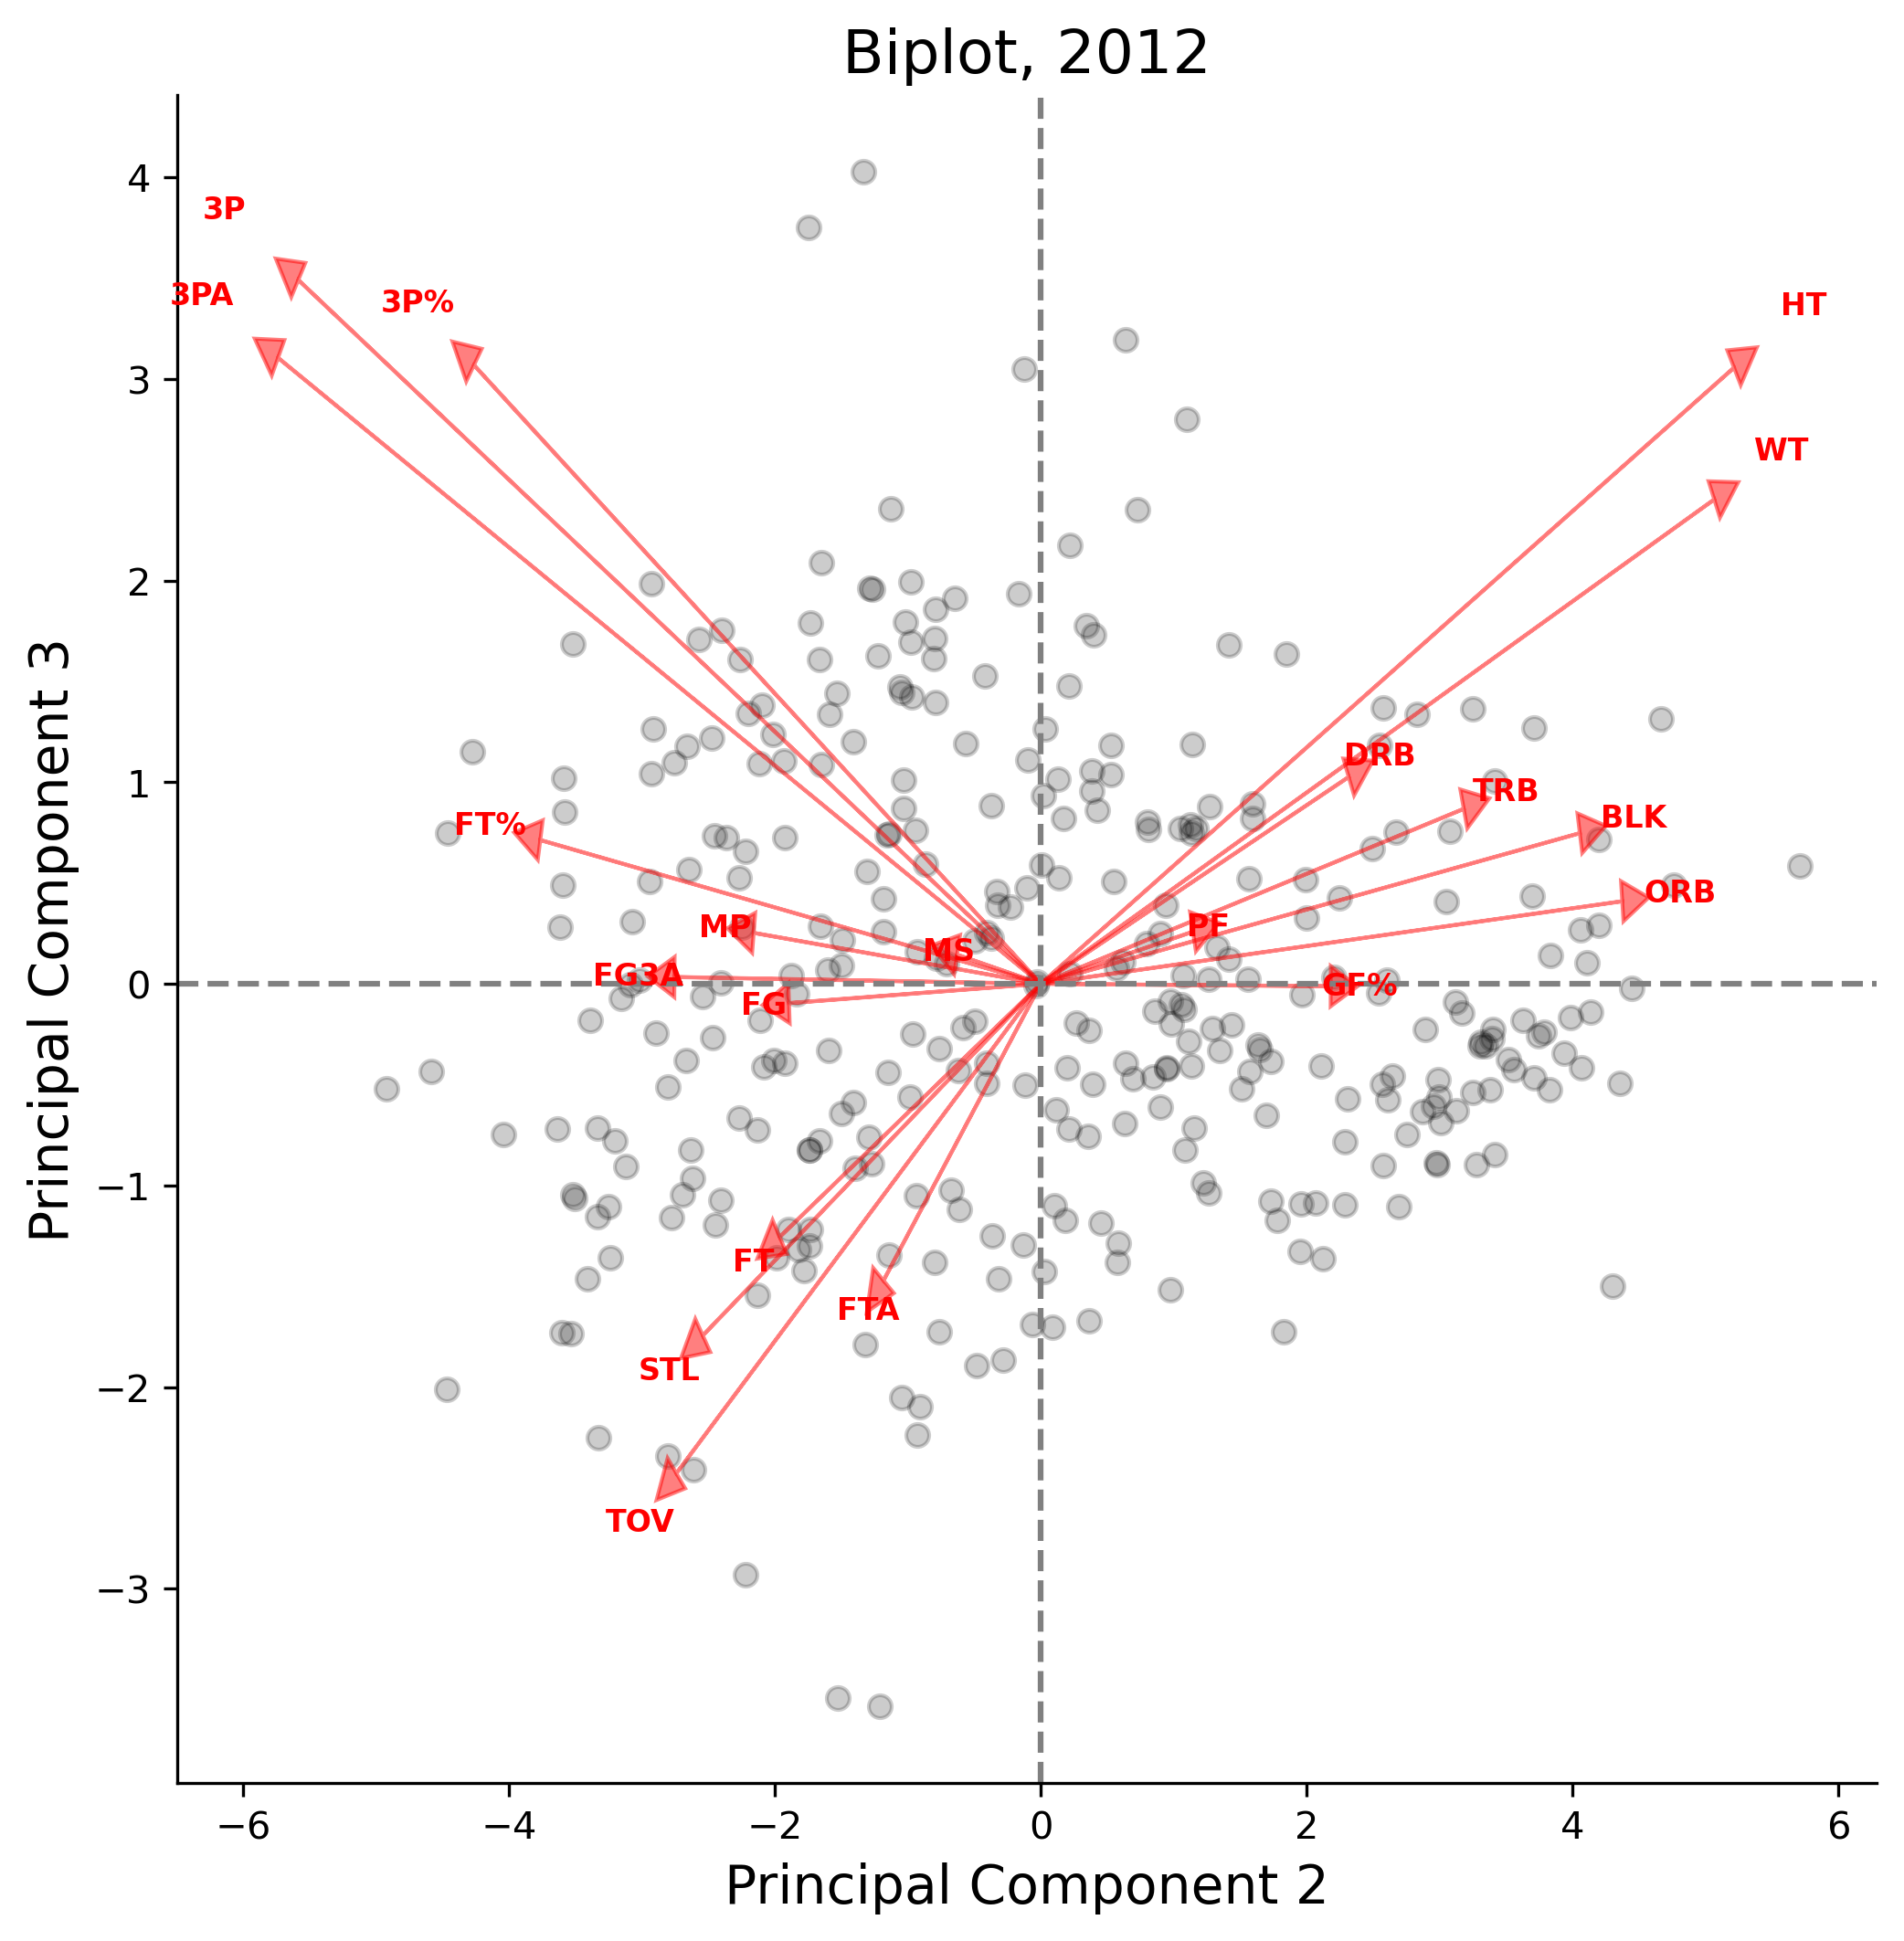 Biplot, 2012
4
3P
3PA
3P%
HT
3
WT
2
DRB
1
TRB
FT%
BLK
ORB
MP
PF
MS
FG3A
0
GF%
FG
−1
FT
FTA
STL
−2
TOV
−3
Principal Component 3
−6
−4
−2
0
2
4
6
Principal Component 2